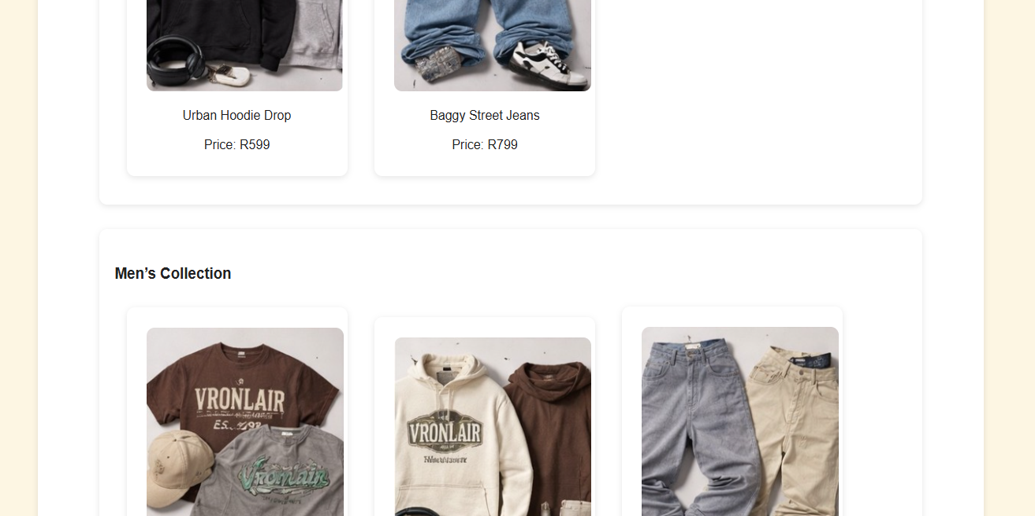 Urban Hoodie Drop
Price: R599
Baggy Street Jeans
Price: R799
Men’s Collection
VRONLAIR
VRONLAIR
Vronlair